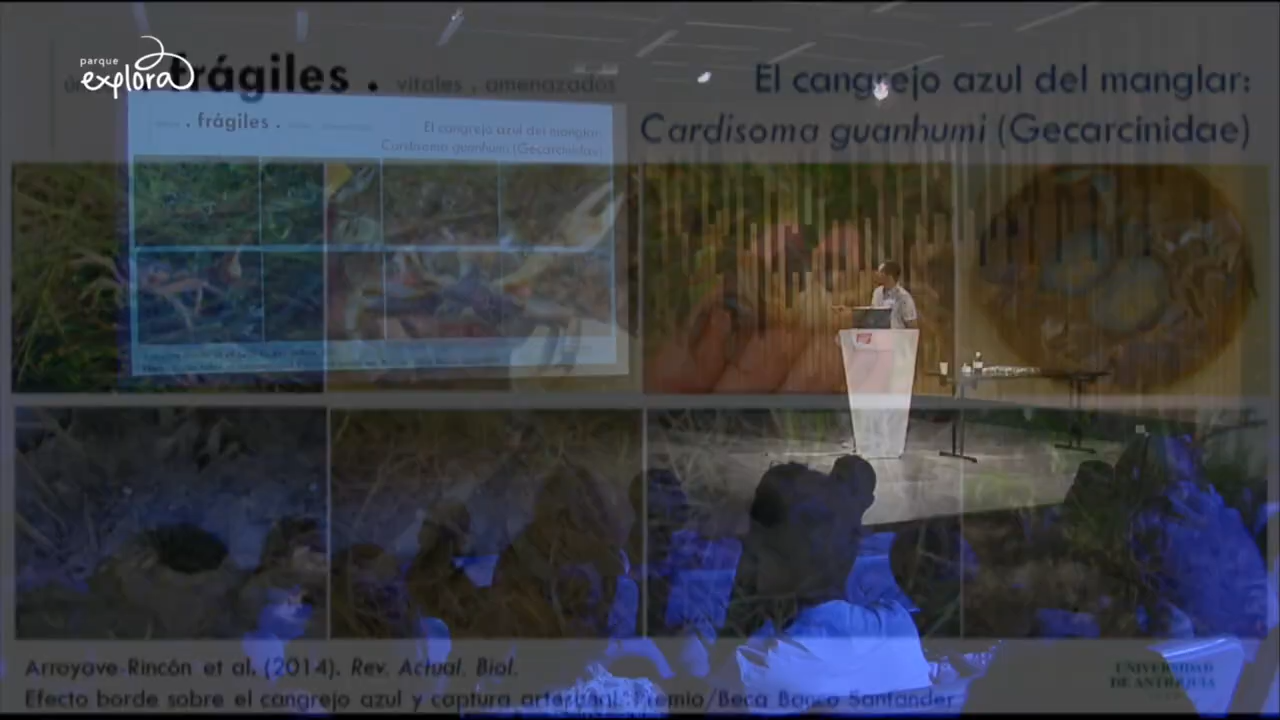 parque
explora
frágiles . vitales , amenazados
El cangrejo azul del manglar:
Cardisoma guanhumi (Gecarcinidae)
. frágiles .
El cangrejo azul del manglar:
Cardisoma guanhumi (Gecarcinidae)
Arroyave-Rincón et al. (2014). Rev. Actual. Biol.
Efecto borde sobre el cangrejo azul y captura artesanal. Premio/Beca Banco Santander
UNIVERSIDAD
DE ANTIOQUIA